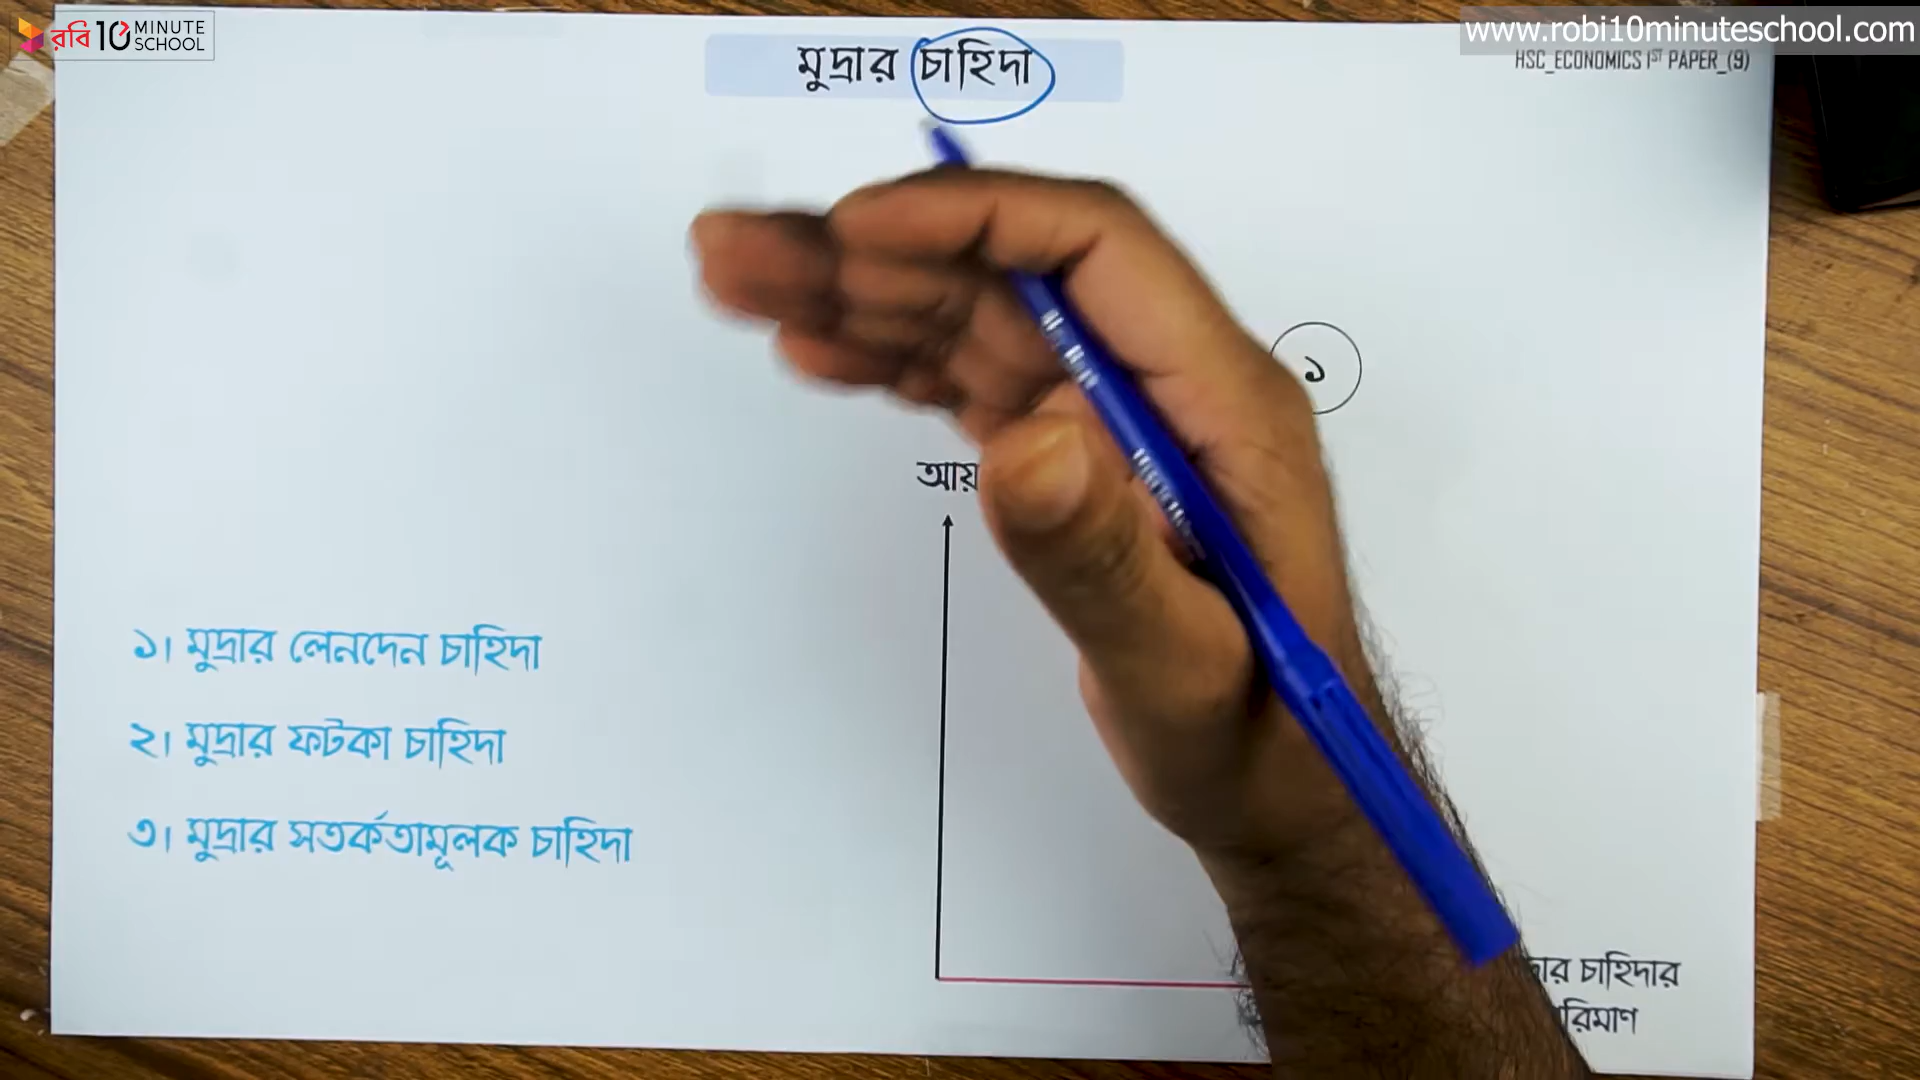 রবি 10 MINUTE SCHOOL
www.robi10minuteschool.com
HSC_ECONOMICS 1ST PAPER_(9)
মুদ্রার চাহিদা
১
আয়
১। মুদ্রার লেনদেন চাহিদা
২। মুদ্রার ফটকা চাহিদা
৩। মুদ্রার সতর্কতামূলক চাহিদা
চাহিদার